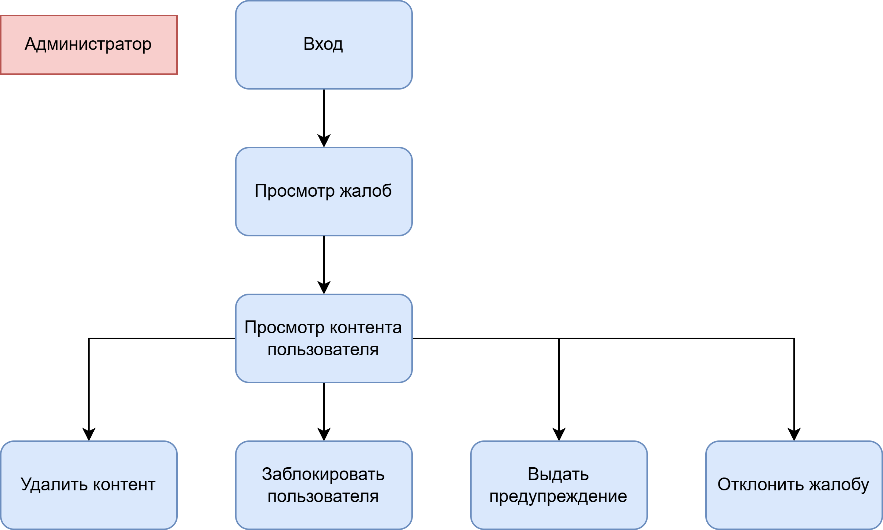 Администратор
Вход
Просмотр жалоб
Просмотр контента
пользователя
Удалить контент
Заблокировать
пользователя
Выдать
предупреждение
Отклонить жалобу